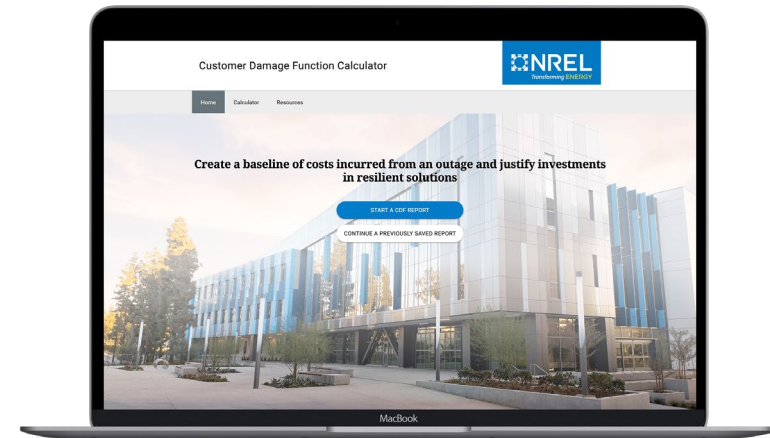 Customer Damage Function Calculator
NREL
Transforming ENERGY
Home Calculator Resources
Create a baseline of costs incurred from an outage and justify investments
in resilient solutions
START A CDF REPORT
CONTINUE A PREVIOUSLY SAVED REPORT
MacBook